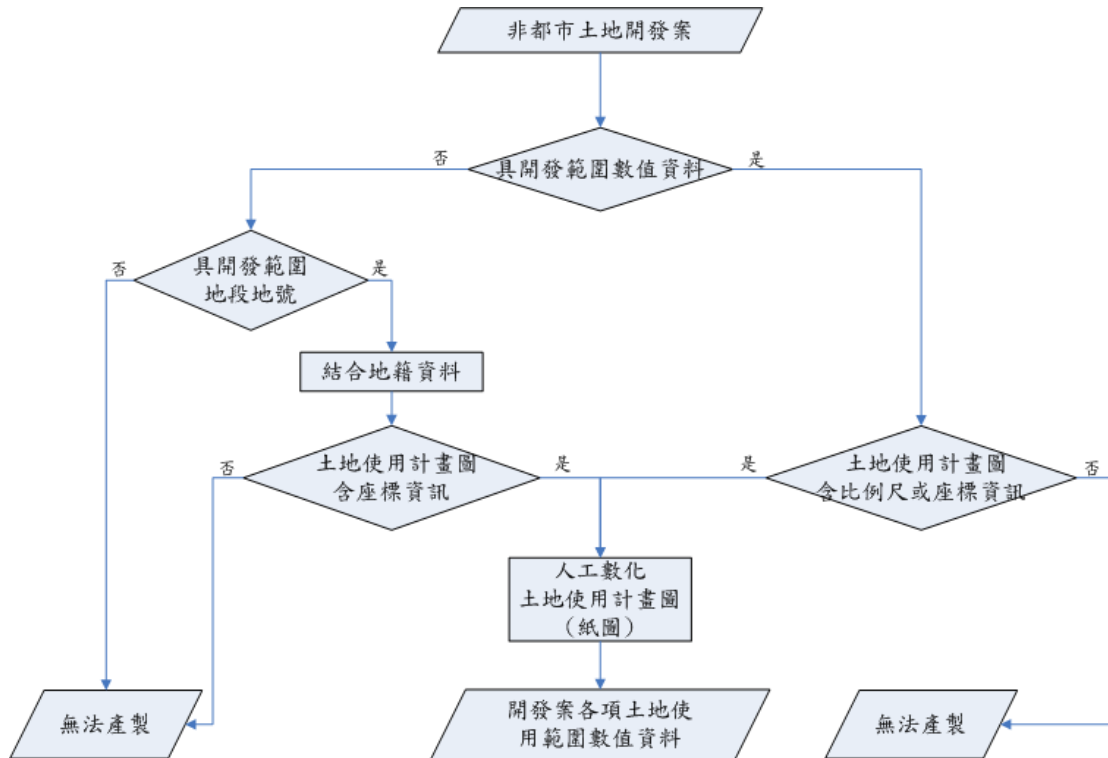 非都市土地開發案
否
是
具開發範圍數值資料
具開發範圍
地段地號
否
是
結合地籍資料
土地使用計畫圖
含座標資訊
否
是
土地使用計畫圖
含比例尺或座標資訊
是
否
人工數化
土地使用計畫圖
（紙圖）
無法產製
開發案各項土地使
用範圍數值資料
無法產製